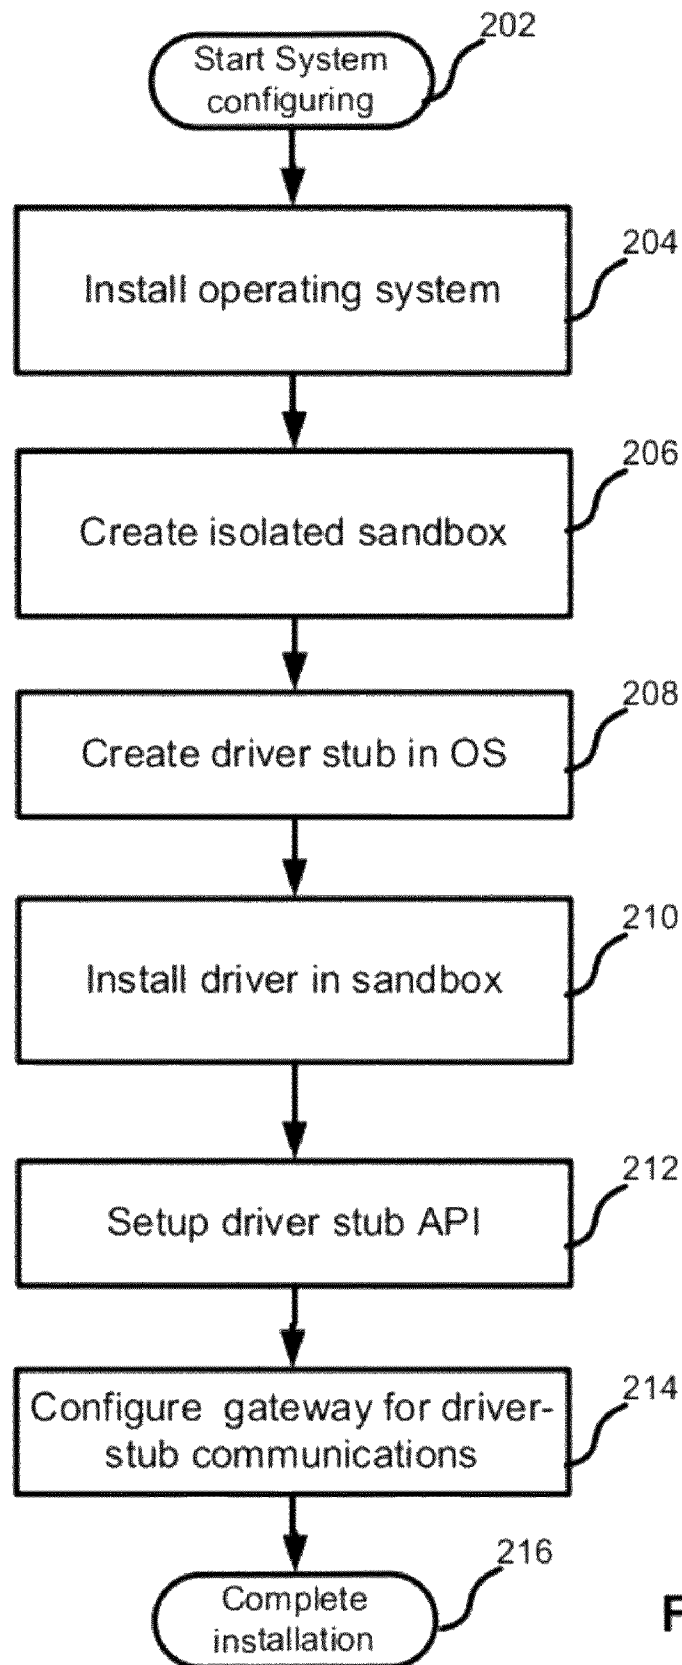 202
Start System
configuring
204
Install operating system
206
Create isolated sandbox
208
Create driver stub in OS
210
Install driver in sandbox
212
Setup driver stub API
214
Configure gateway for driver-
stub communications
216
Complete
installation